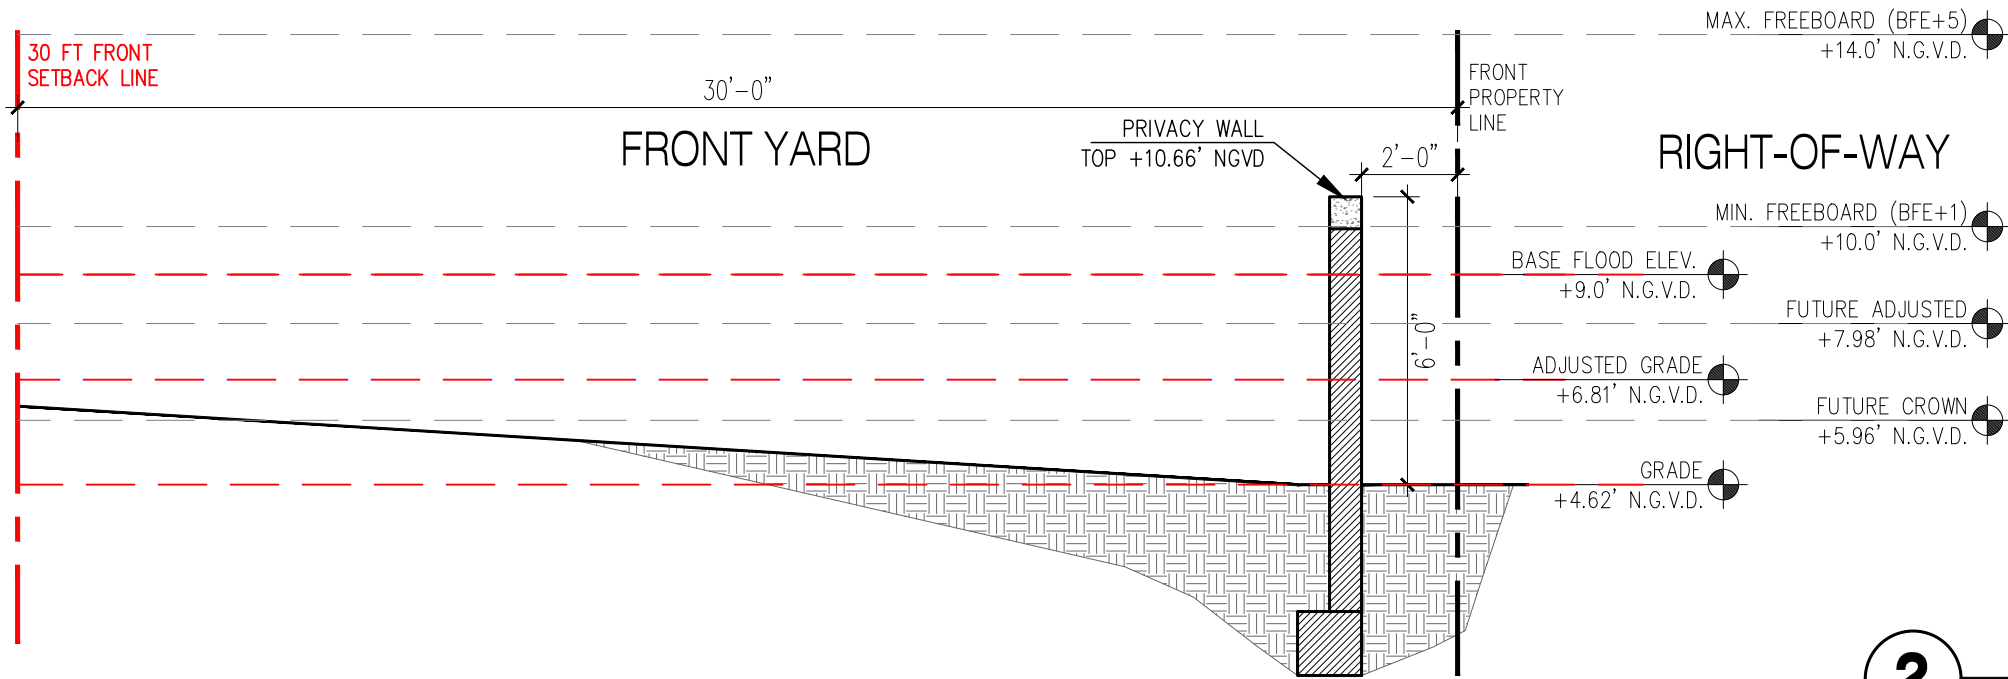 MAX. FREEBOARD (BFE+5)
+14.0' N.G.V.D.
30 FT FRONT
SETBACK LINE
30'-0"
FRONT
PROPERTY
LINE
FRONT YARD
PRIVACY WALL
TOP +10.66' NGVD
2'-0"
RIGHT-OF-WAY
MIN. FREEBOARD (BFE+1)
+10.0' N.G.V.D.
BASE FLOOD ELEV.
+9.0' N.G.V.D.
FUTURE ADJUSTED
+7.98' N.G.V.D.
6'-0"
ADJUSTED GRADE
+6.81' N.G.V.D.
FUTURE CROWN
+5.96' N.G.V.D.
GRADE
+4.62' N.G.V.D.
2